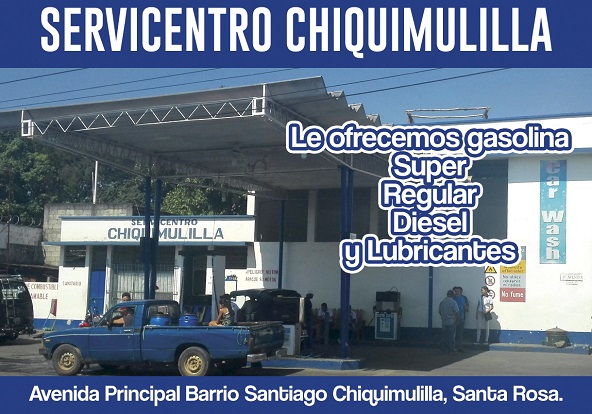 SERVICENTRO CHIQUIMULILLA
Le ofrecemos gasolina
Super
Regular
Diesel
y Lubricantes
Car Wash
SERVICENTRO
CHIQUIMULILLA
No fume
Avenida Principal Barrio Santiago Chiquimulilla, Santa Rosa.